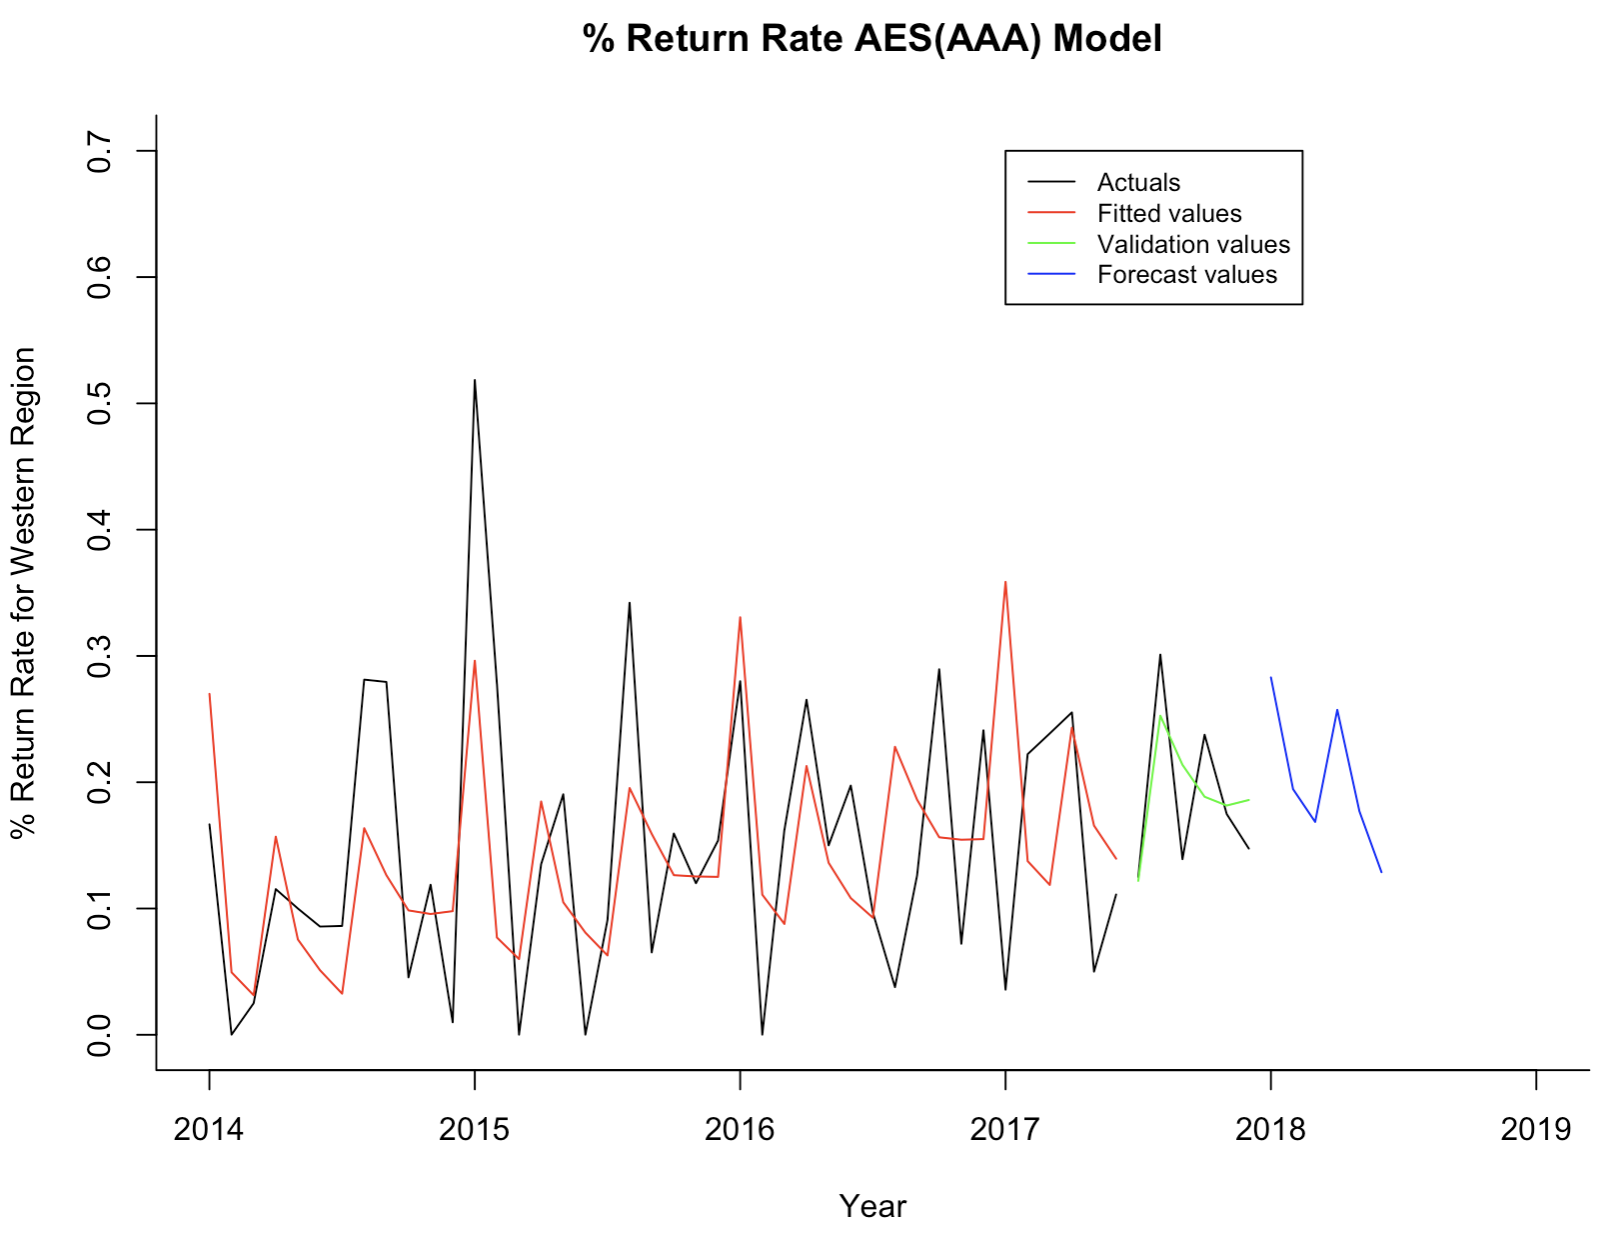 % Return Rate AES(AAA) Model
% Return Rate for Western Region
0.7
0.6
0.5
0.4
0.3
0.2
0.1
0.0
Actuals
Fitted values
Validation values
Forecast values
2014 2015 2016 2017 2018 2019
Year